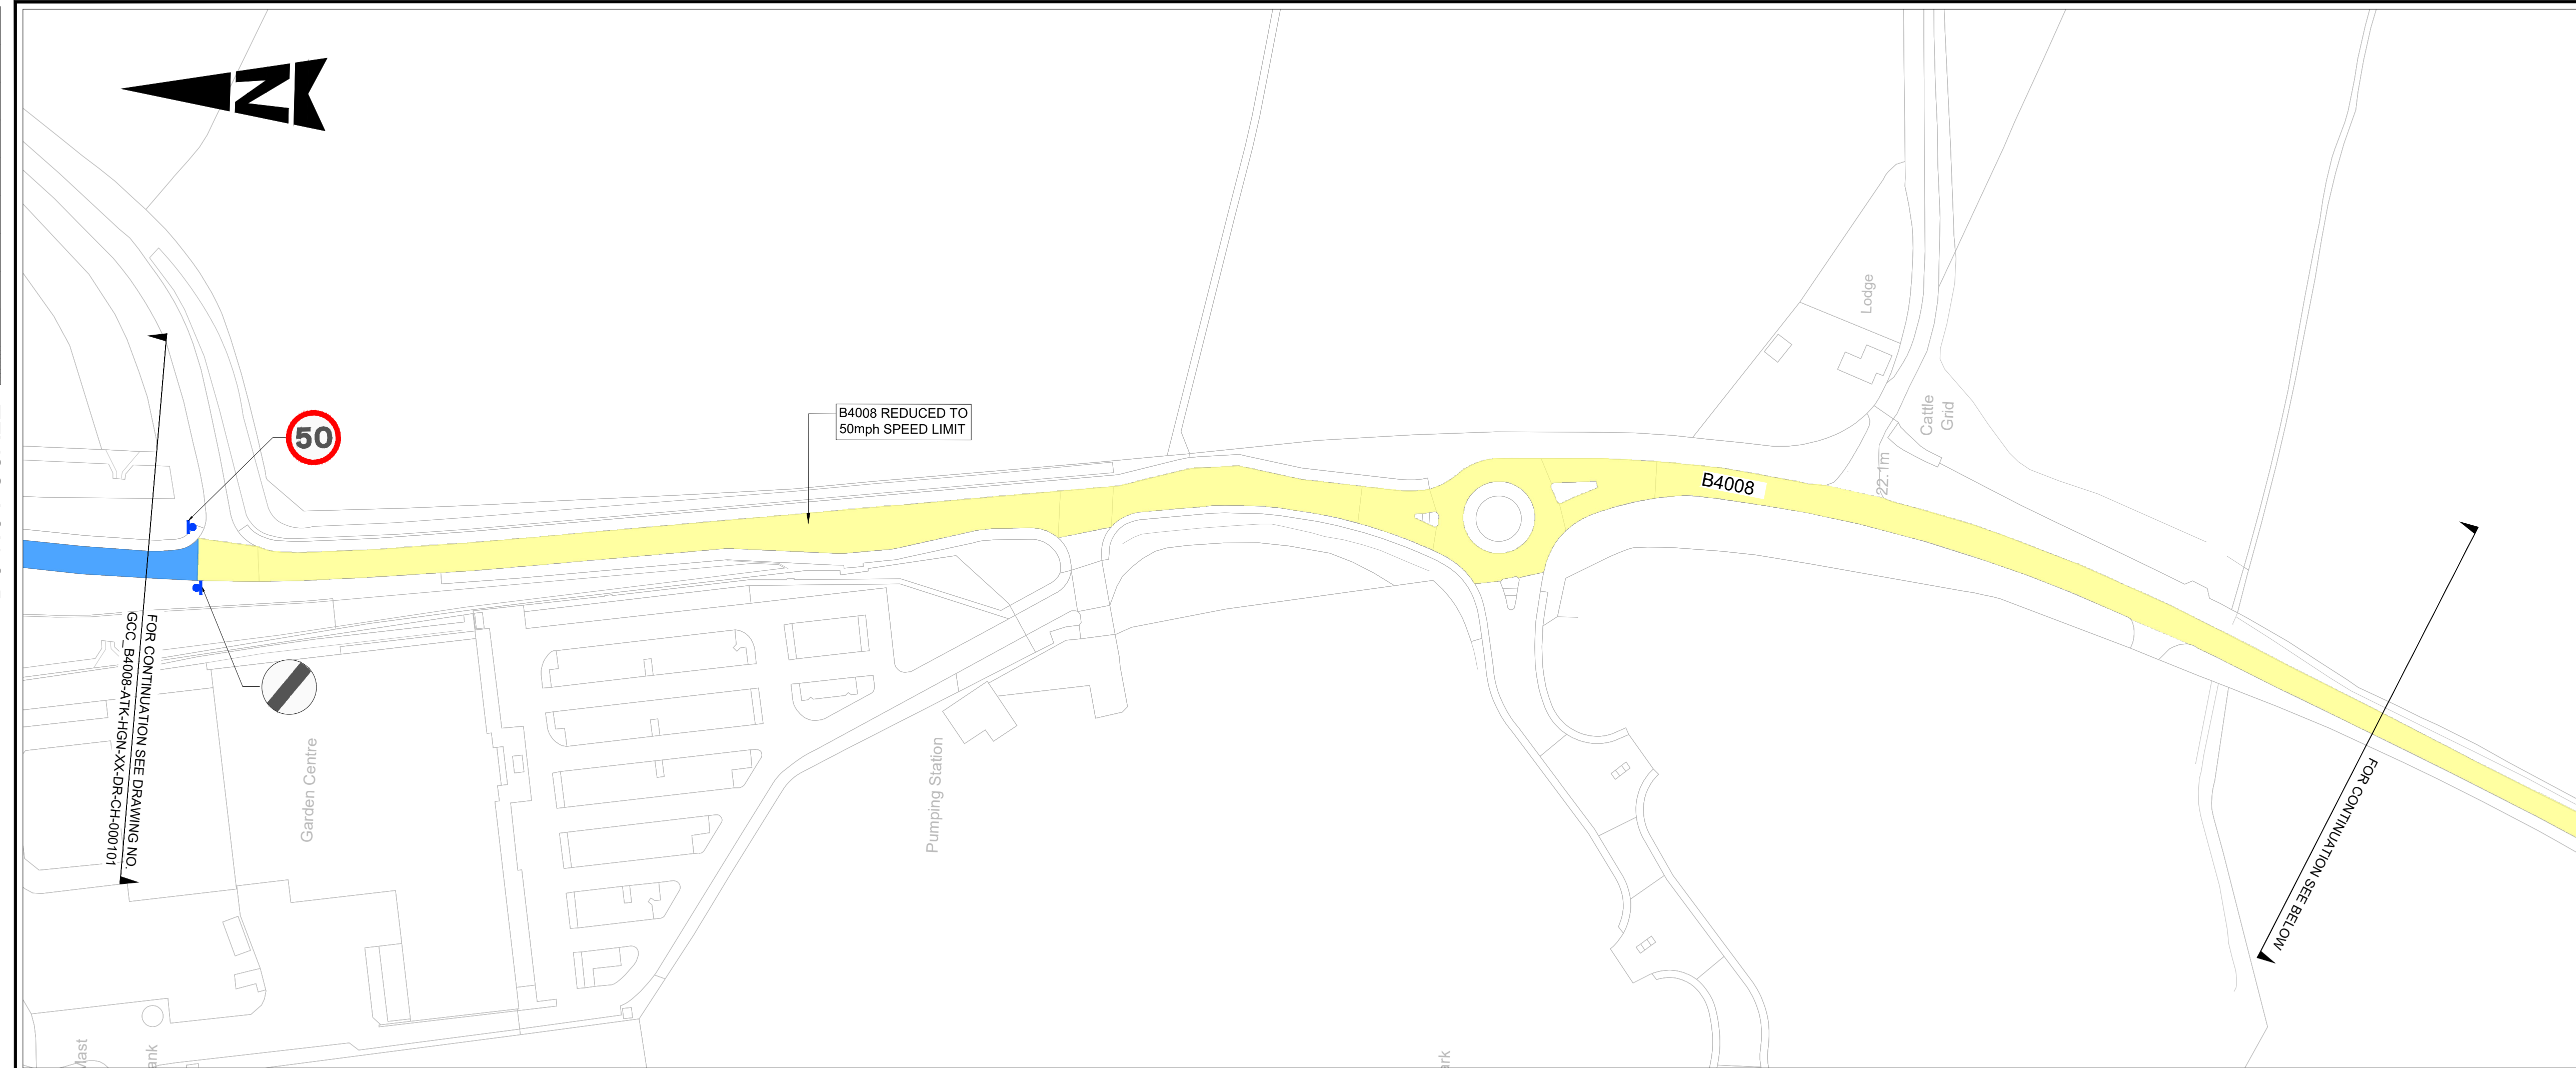 N
50
B4008 REDUCED TO
50mph SPEED LIMIT
Lodge
Cattle
Grid
22.1m
B4008
FOR CONTINUATION SEE DRAWING NO.
GCC_B4008-ATK-HGN-XX-DR-CH-000101
Garden Centre
Pumping Station
FOR CONTINUATION SEE BELOW